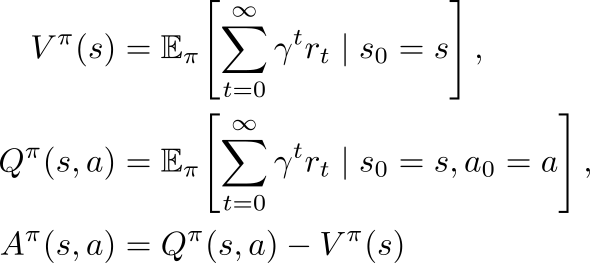 V^π(s) = 𝔼_π[∑_{t=0}^{∞} γ^t r_t | s_0 = s],
Q^π(s, a) = 𝔼_π[∑_{t=0}^{∞} γ^t r_t | s_0 = s, a_0 = a],
A^π(s, a) = Q^π(s, a) − V^π(s)